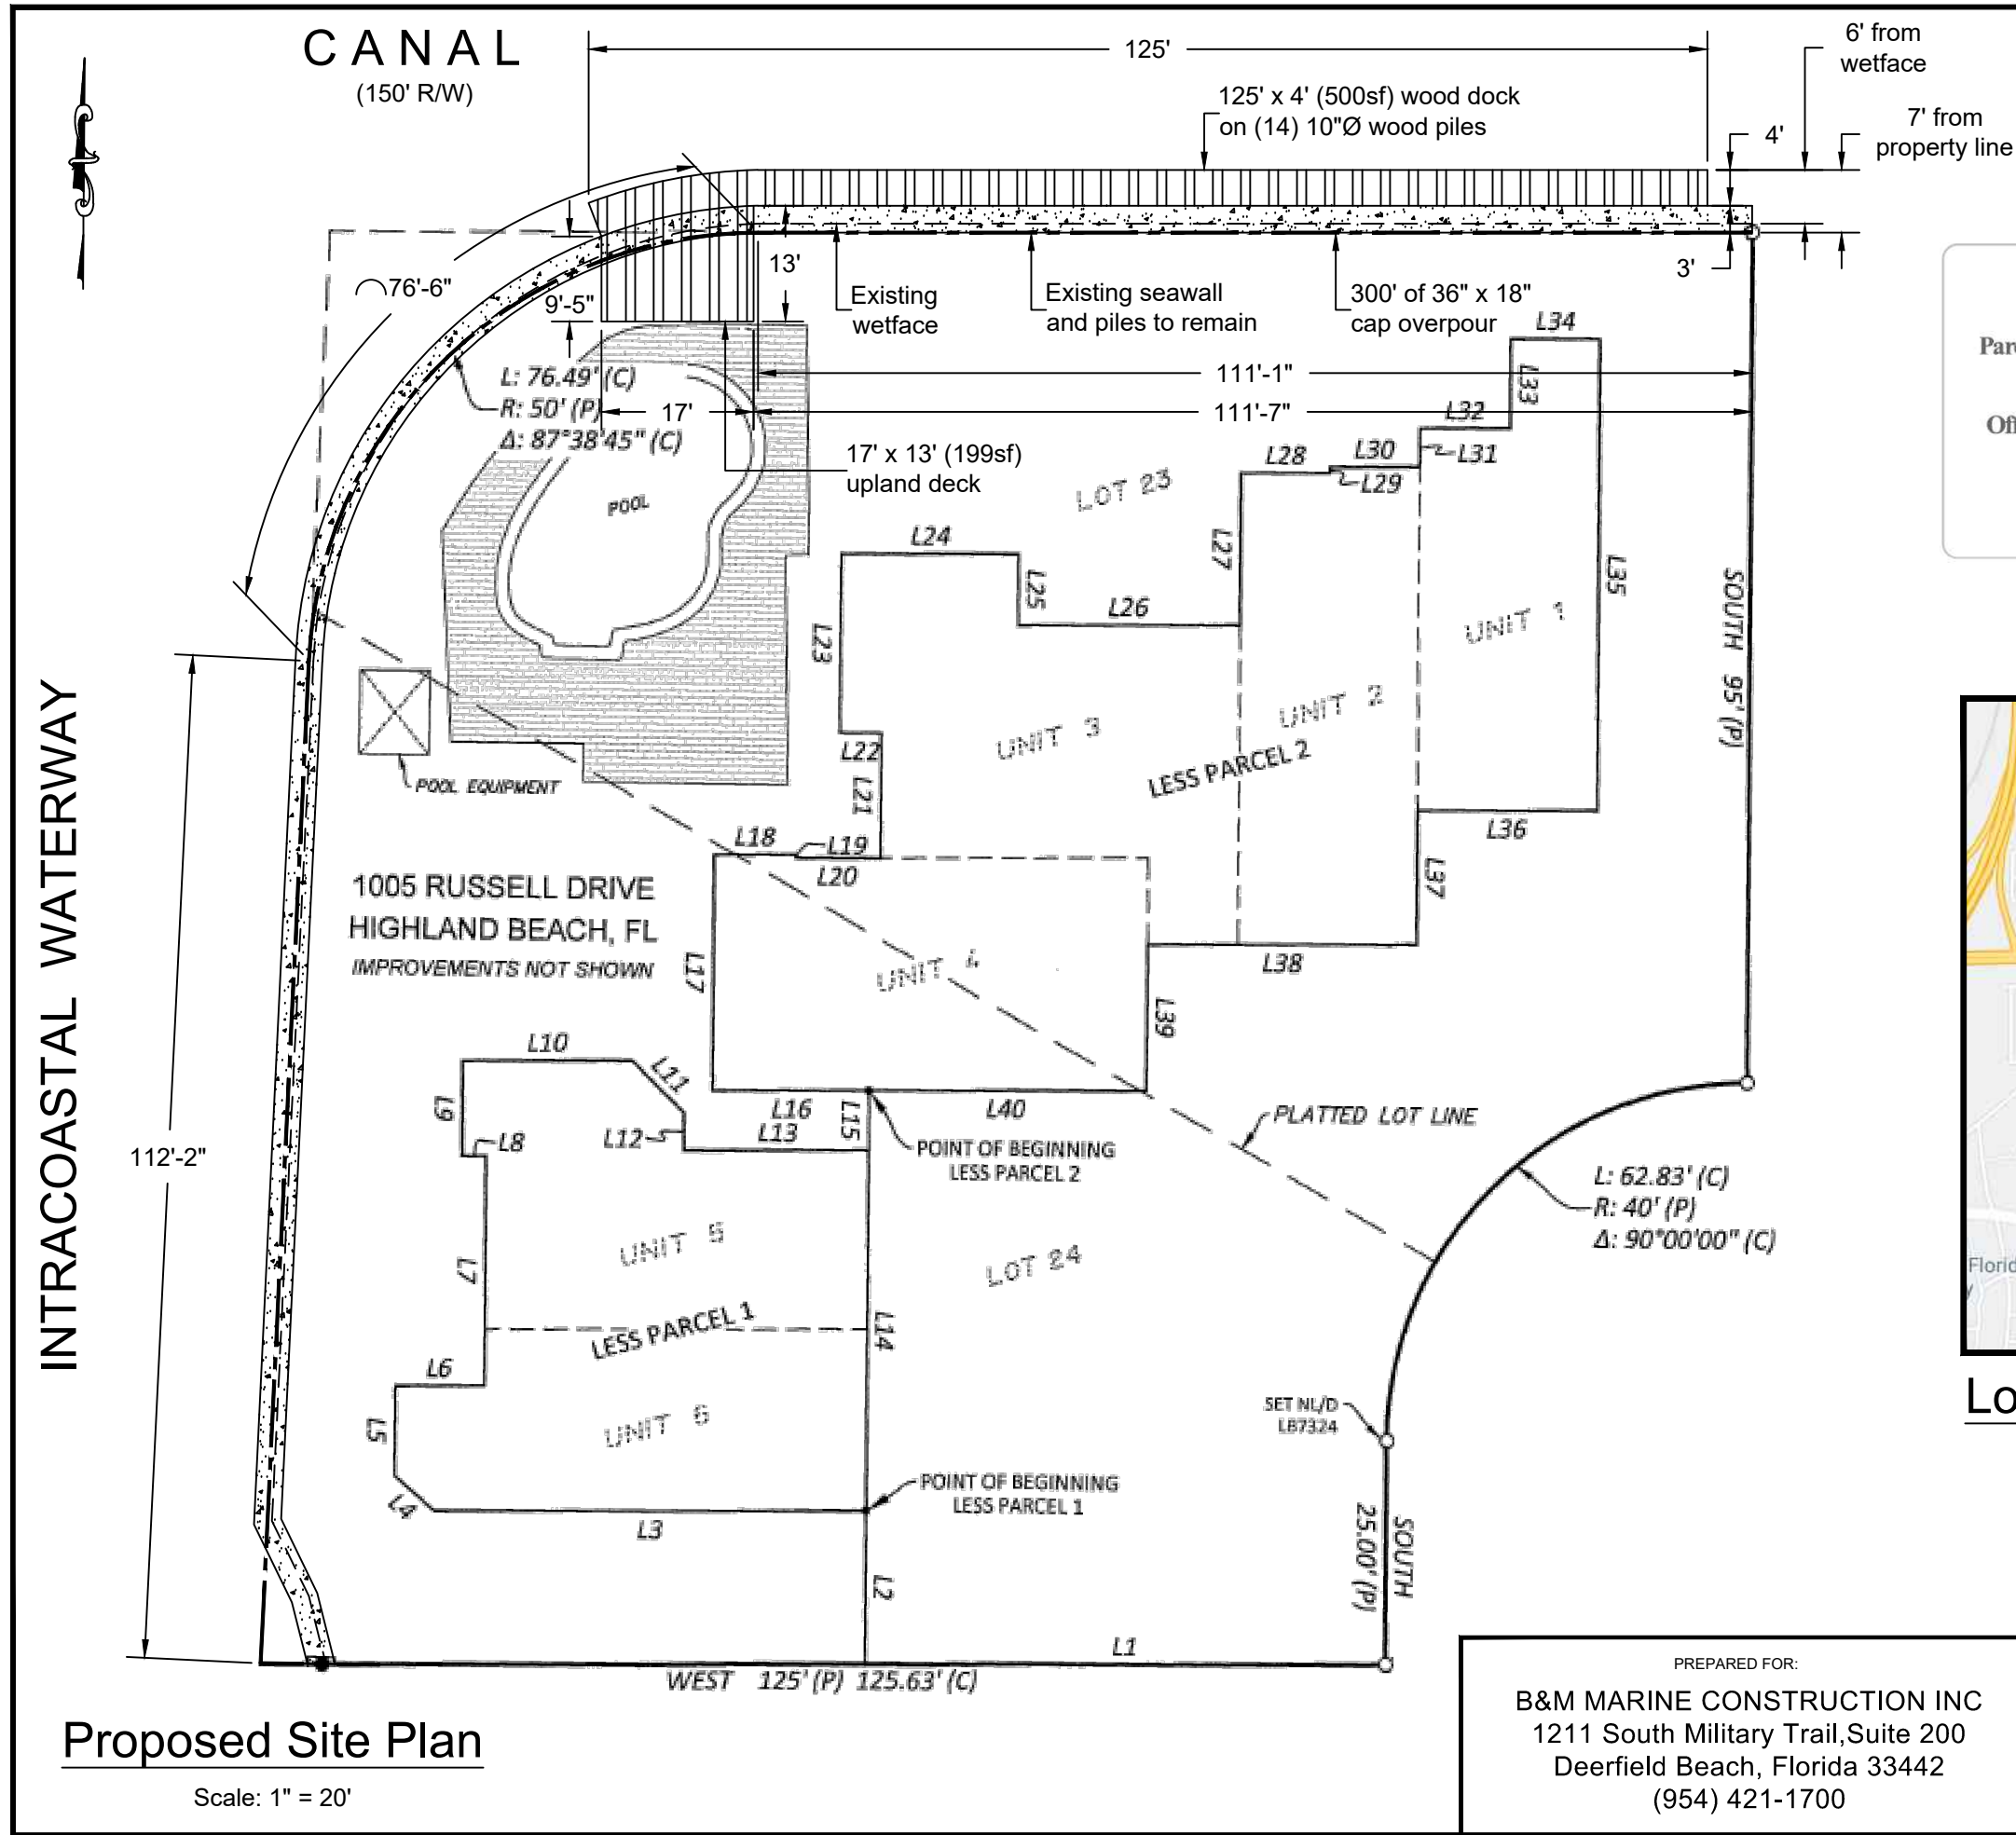 CANAL
(150' R/W)
125'
6' from
wetface
125' x 4' (500sf) wood dock
on (14) 10"Ø wood piles
4'
7' from
property line
76'-6"
9'-5"
13'
3'
Existing
wetface
Existing seawall
and piles to remain
300' of 36" x 18"
cap overpour
L34
L: 76.49' (C)
R: 50' (P)
Δ: 87°38'45" (C)
17'
111'-1"
111'-7"
L33
L32
17' x 13' (199sf)
upland deck
L28
L30
L31
L29
LOT 23
POOL
L24
L27
L25
L26
L35
L23
UNIT 1
SOUTH 95' (P)
UNIT 2
UNIT 3
LESS PARCEL 2
L22
L21
POOL EQUIPMENT
L36
L18
L19
L20
L37
1005 RUSSELL DRIVE
HIGHLAND BEACH, FL
IMPROVEMENTS NOT SHOWN
INTRACOASTAL WATERWAY
L17
UNIT 4
L38
L39
L10
L11
L9
L16
L15
L40
L12
L13
L8
PLATTED LOT LINE
POINT OF BEGINNING
LESS PARCEL 2
112'-2"
L: 62.83' (C)
R: 40' (P)
Δ: 90°00'00" (C)
UNIT 5
LOT 24
L7
LESS PARCEL 1
L14
L6
L5
UNIT 6
SET NL/D
LB7324
L4
L3
POINT OF BEGINNING
LESS PARCEL 1
L2
SOUTH
25.00' (P)
L1
WEST 125' (P) 125.63' (C)
Proposed Site Plan
Scale: 1" = 20'
PREPARED FOR:
B&M MARINE CONSTRUCTION INC
1211 South Military Trail,Suite 200
Deerfield Beach, Florida 33442
(954) 421-1700